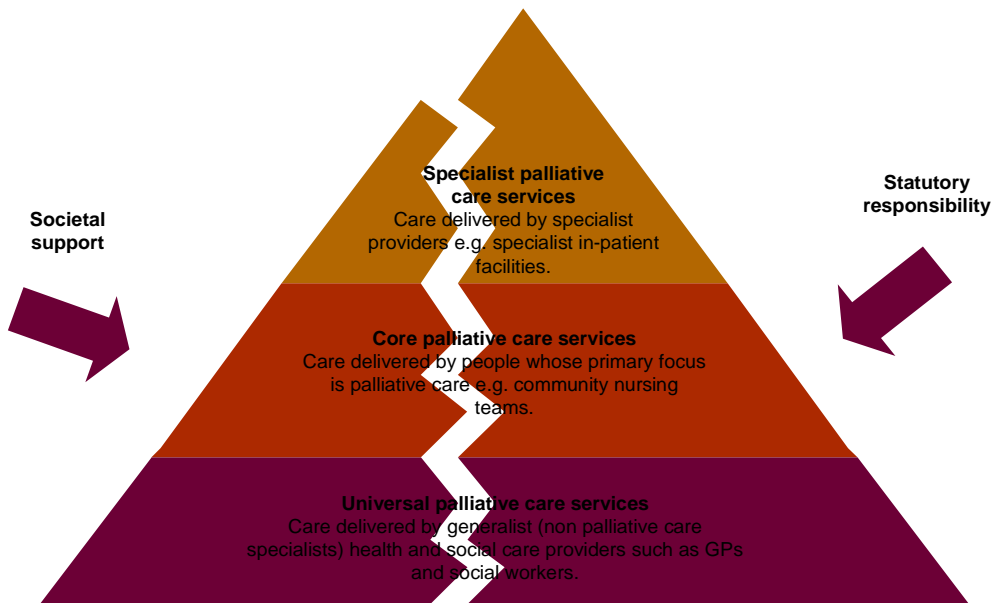 Specialist palliative
care services
Care delivered by specialist
providers e.g. specialist in-patient
facilities.
Statutory
responsibility
Societal
support
Core palliative care services
Care delivered by people whose primary focus
is palliative care e.g. community nursing
teams.
Universal palliative care services
Care delivered by generalist (non palliative care
specialists) health and social care providers such as GPs
and social workers.